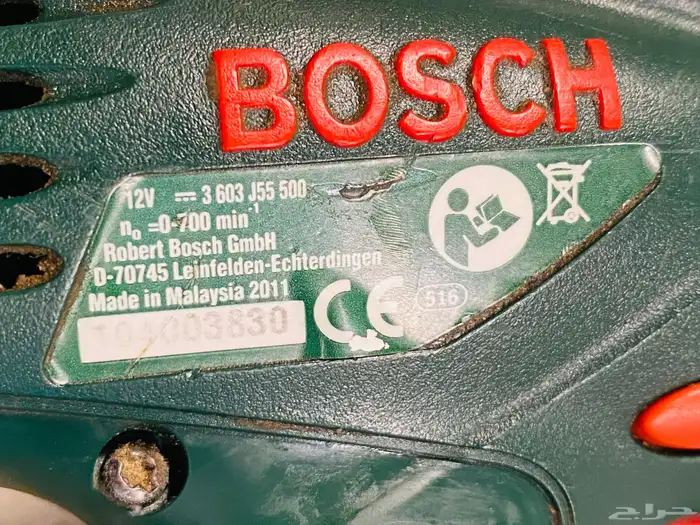 BOSCH
12V ⎓ 3 603 J55 500
n₀ =0-700 min⁻¹
Robert Bosch GmbH
D-70745 Leinfelden-Echterdingen
Made in Malaysia 2011
CE
516
حراج